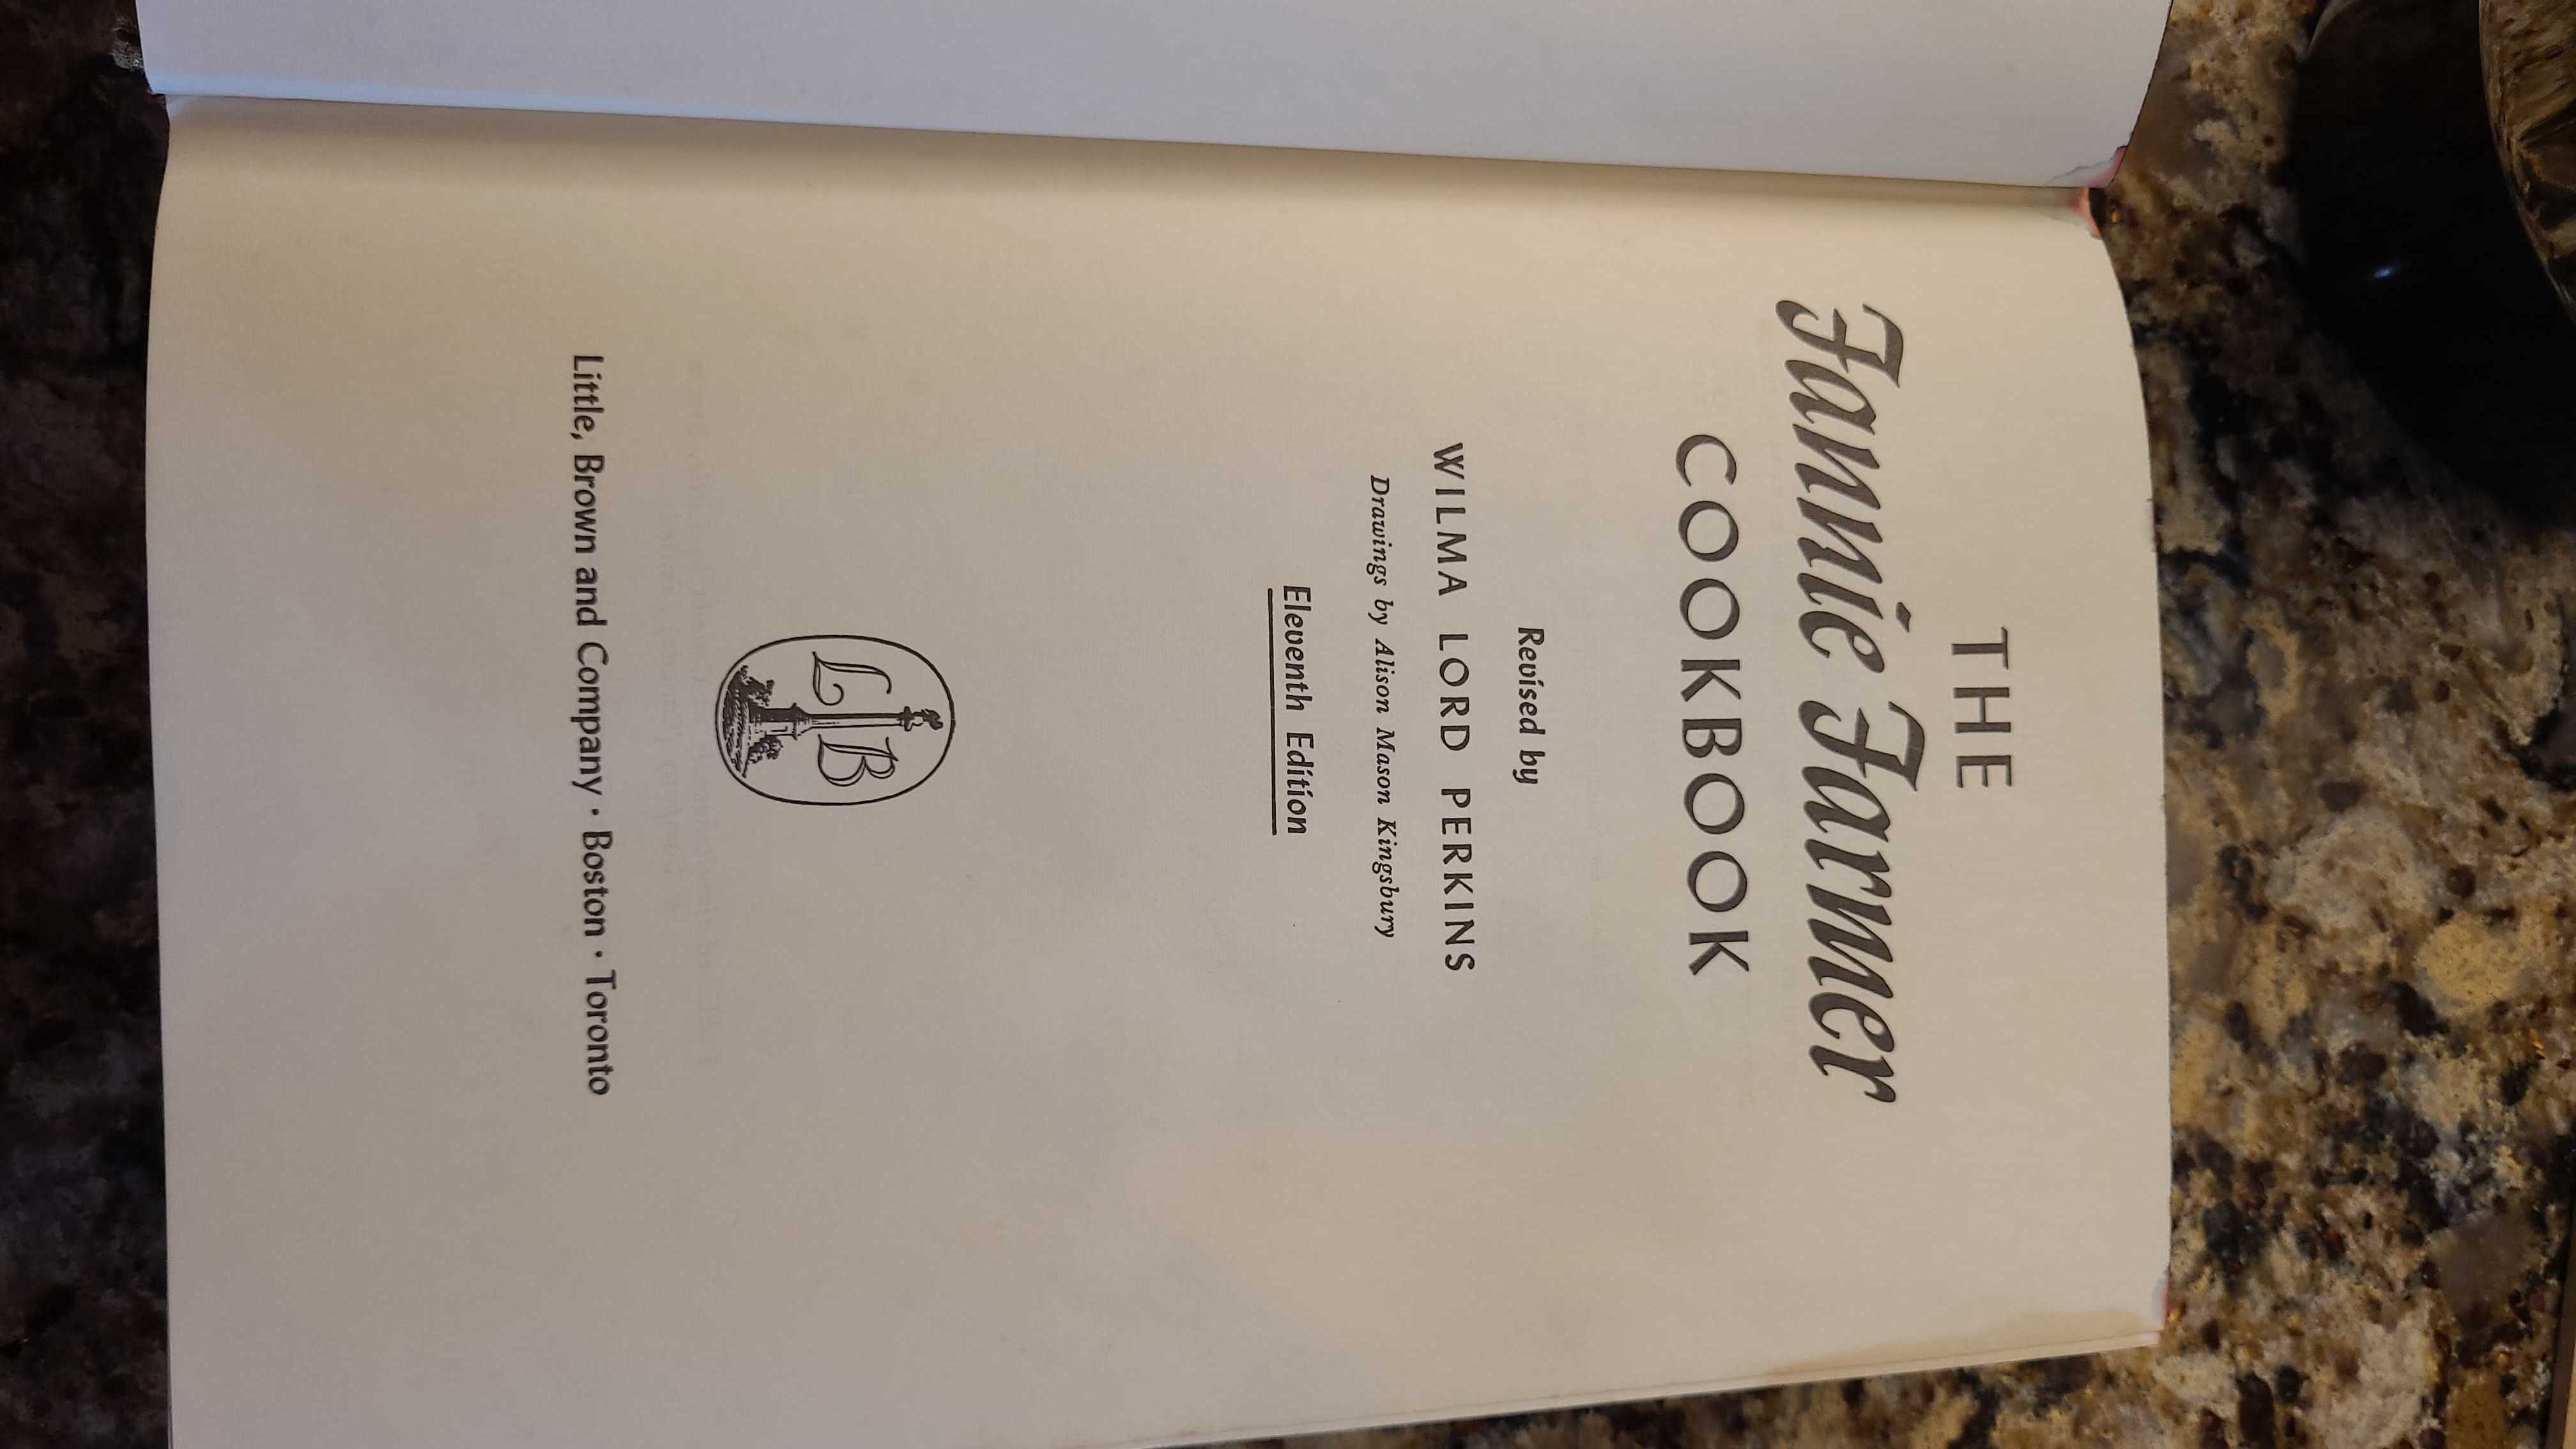 THE
Fannie Farmer
COOKBOOK
Revised by
WILMA LORD PERKINS
Drawings by Alison Mason Kingsbury
Eleventh Edition
L B
Little, Brown and Company · Boston · Toronto